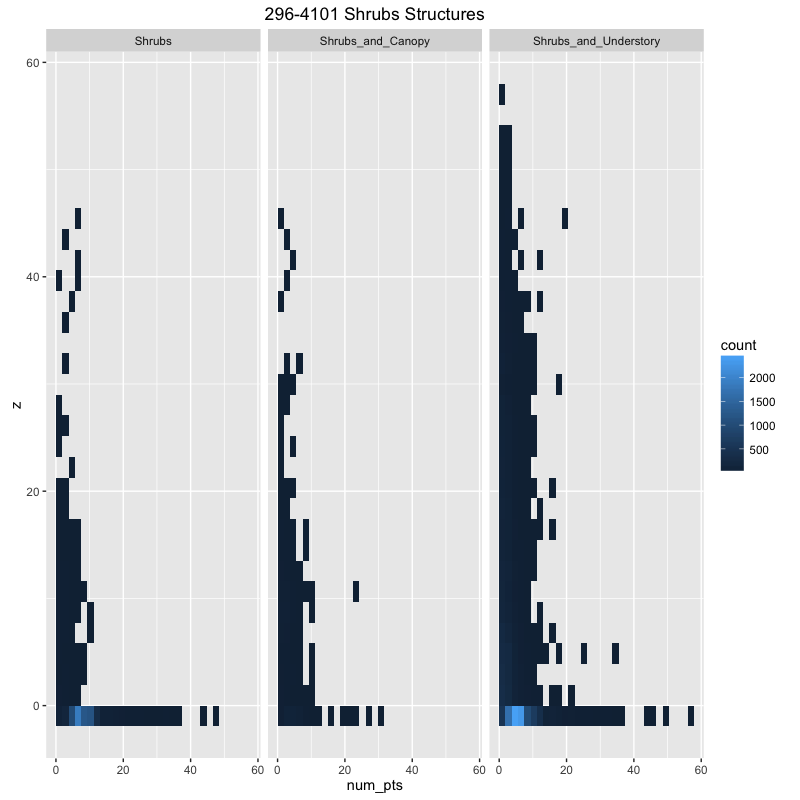 296-4101 Shrubs Structures
Shrubs
Shrubs_and_Canopy
Shrubs_and_Understory
60
40
20
0
z
0 20 40 60
0 20 40 60
0 20 40 60
num_pts
count
2000
1500
1000
500